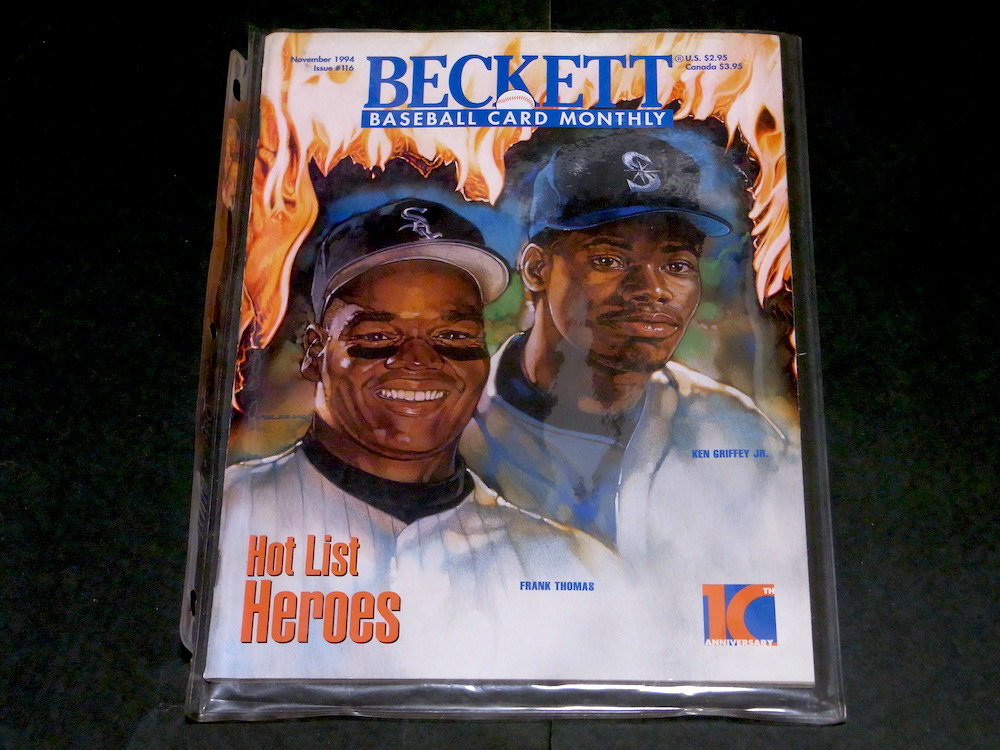 November 1994
Issue #116
BECKETT®
BASEBALL CARD MONTHLY
U.S. $2.95
Canada $3.95
S
SOX
KEN GRIFFEY JR.
FRANK THOMAS
Hot List
Heroes
10TH
ANNIVERSARY